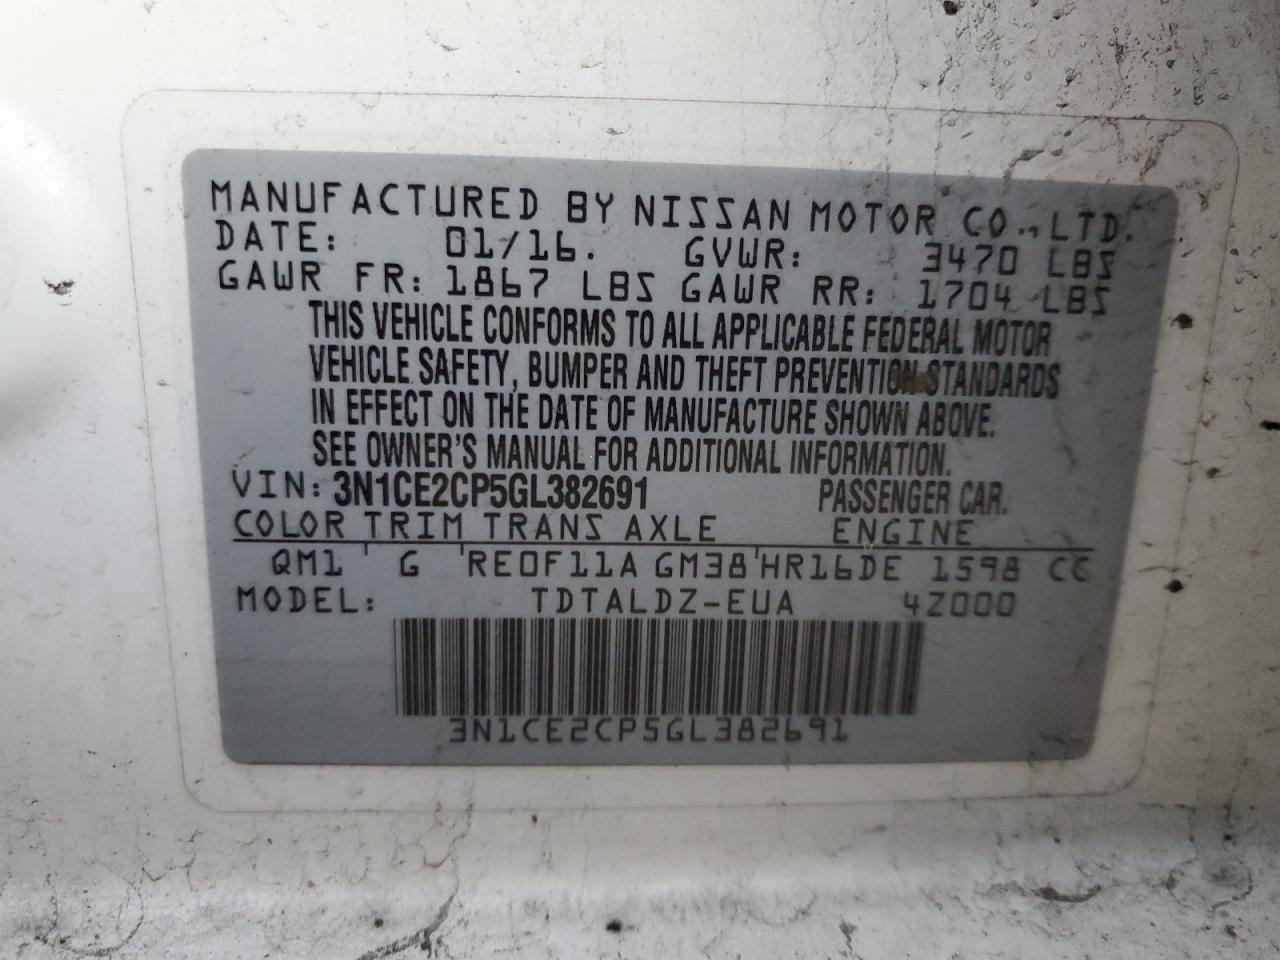 MANUFACTURED BY NISSAN MOTOR CO., LTD.
DATE: 01/16. GVWR: 3470 LBS
GAWR FR: 1867 LBS GAWR RR: 1704 LBS
THIS VEHICLE CONFORMS TO ALL APPLICABLE FEDERAL MOTOR
VEHICLE SAFETY, BUMPER AND THEFT PREVENTION STANDARDS
IN EFFECT ON THE DATE OF MANUFACTURE SHOWN ABOVE.
SEE OWNER'S MANUAL FOR ADDITIONAL INFORMATION.
VIN: 3N1CE2CP5GL382691 PASSENGER CAR.
COLOR TRIM TRANS AXLE ENGINE
QM1 ' G 'RE0F11A GM38'HR16DE 1598 CC
MODEL: TDTALDZ-EUA 4Z000
3N1CE2CP5GL382691